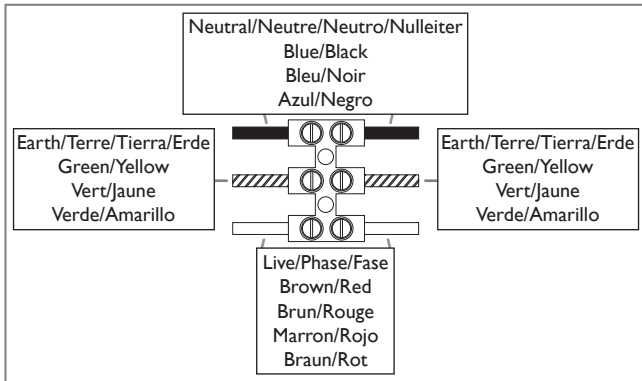 Neutral/Neutre/Neutro/Nulleiter
Blue/Black
Bleu/Noir
Azul/Negro
Earth/Terre/Tierra/Erde
Green/Yellow
Vert/Jaune
Verde/Amarillo
Earth/Terre/Tierra/Erde
Green/Yellow
Vert/Jaune
Verde/Amarillo
Live/Phase/Fase
Brown/Red
Brun/Rouge
Marron/Rojo
Braun/Rot